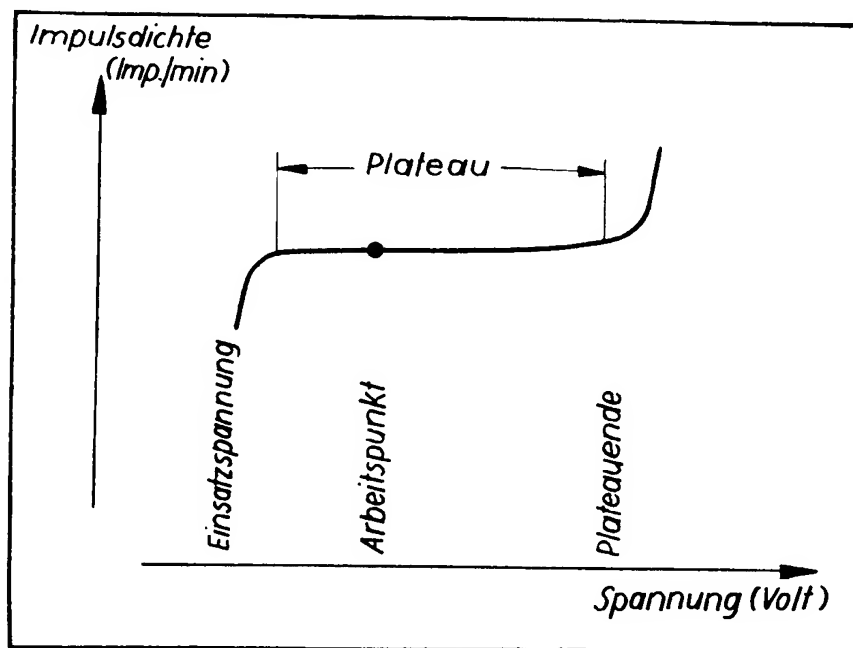 Impulsdichte
(Imp./min)
Plateau
Einsatzspannung
Arbeitspunkt
Plateauende
Spannung (Volt)